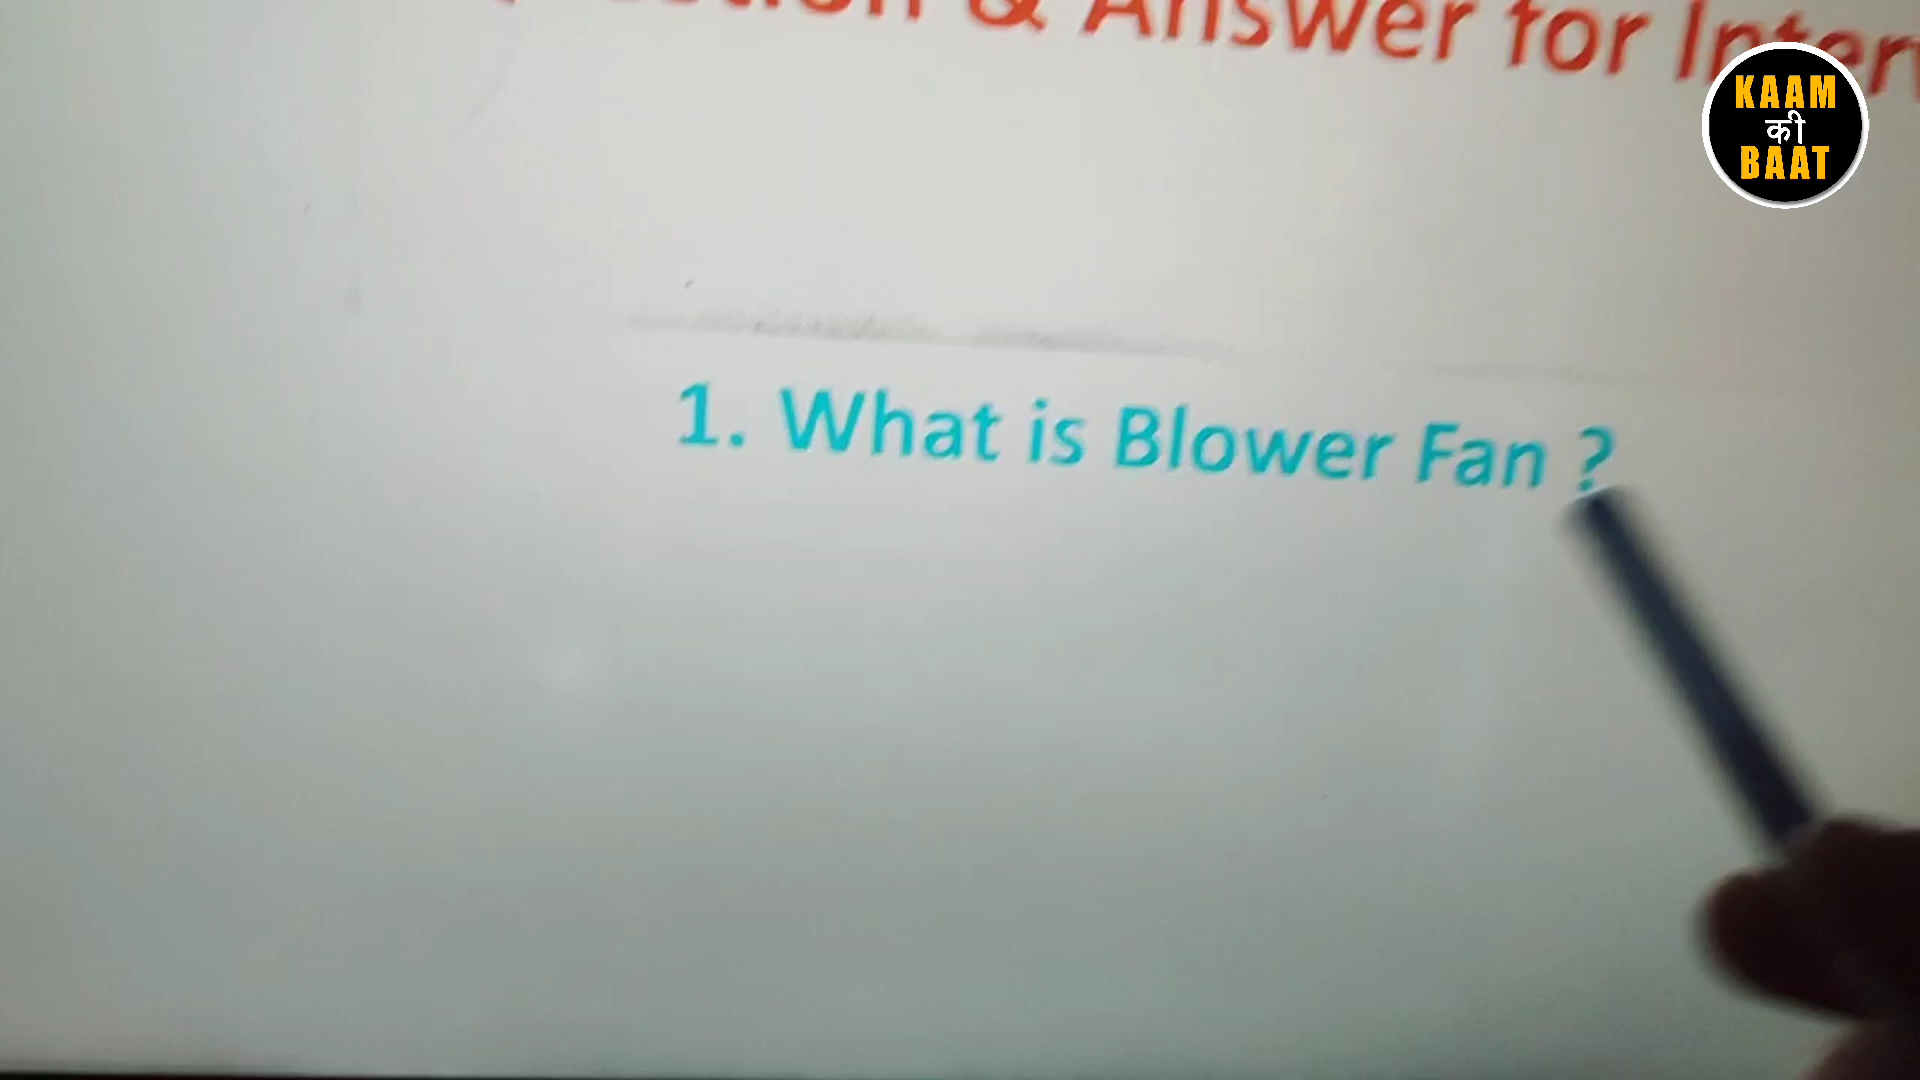 & Answer for
KAAM
की
BAAT
1. What is Blower Fan ?